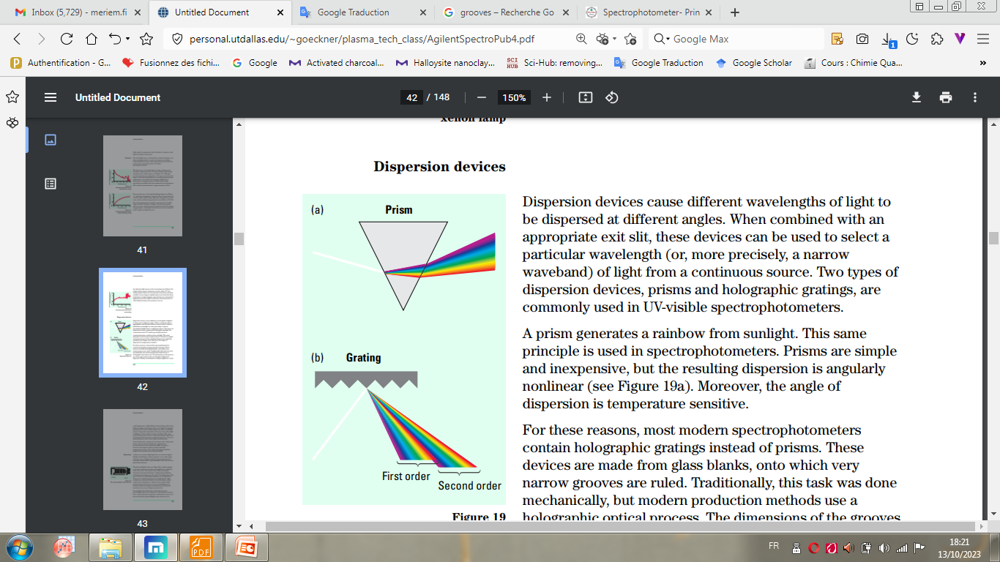 Inbox (5,729) - meriem.fi
Untitled Document
Google Traduction
grooves – Recherche Go
Spectrophotometer- Prin
personal.utdallas.edu/~goeckner/plasma_tech_class/AgilentSpectroPub4.pdf
Google Max
1
Authentification - G...
Fusionnez des fichi...
Google
Activated charcoal...
Halloysite nanoclay...
SCI HUB
Sci-Hub: removing...
Google Traduction
Google Scholar
Cours : Chimie Qua...
Untitled Document
42 / 148
150%
41
42
43
Xenon lamp
Dispersion devices
(a) Prism
(b) Grating
First order
Second order
Figure 19
Dispersion devices cause different wavelengths of light to
be dispersed at different angles. When combined with an
appropriate exit slit, these devices can be used to select a
particular wavelength (or, more precisely, a narrow
waveband) of light from a continuous source. Two types of
dispersion devices, prisms and holographic gratings, are
commonly used in UV-visible spectrophotometers.
A prism generates a rainbow from sunlight. This same
principle is used in spectrophotometers. Prisms are simple
and inexpensive, but the resulting dispersion is angularly
nonlinear (see Figure 19a). Moreover, the angle of
dispersion is temperature sensitive.
For these reasons, most modern spectrophotometers
contain holographic gratings instead of prisms. These
devices are made from glass blanks, onto which very
narrow grooves are ruled. Traditionally, this task was done
mechanically, but modern production methods use a
holographic optical process. The dimensions of the grooves
PDF
FR
18:21
13/10/2023